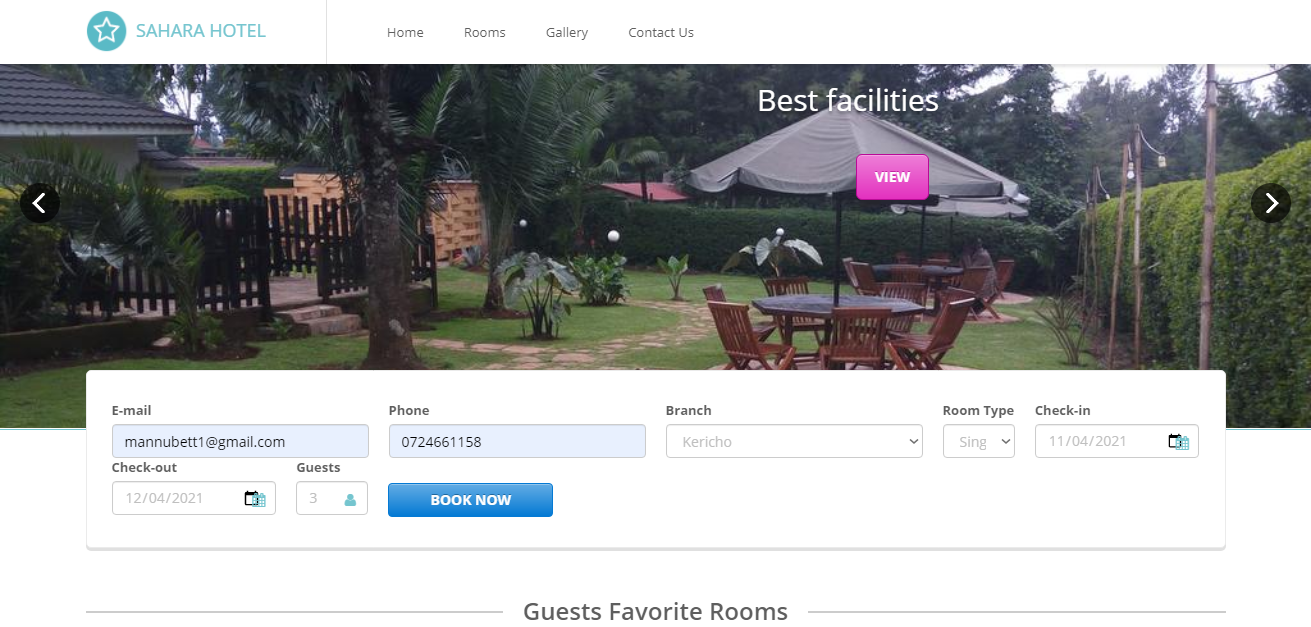 SAHARA HOTEL
Home Rooms Gallery Contact Us
Best facilities
VIEW
E-mail Phone Branch Room Type Check-in
mannubett1@gmail.com 0724661158 Kericho Sing 11/04/2021
Check-out Guests
12/04/2021 3 BOOK NOW
Guests Favorite Rooms